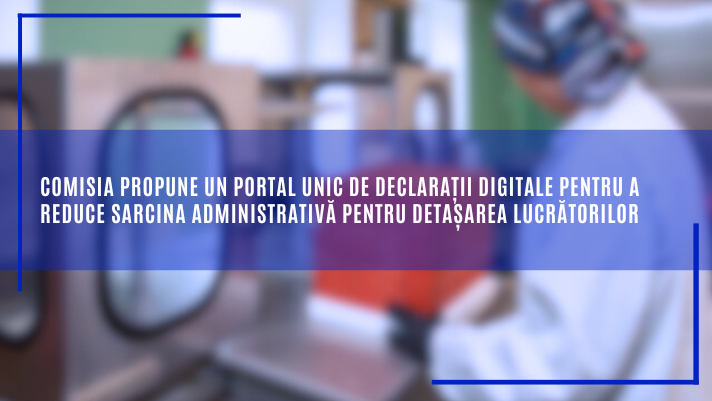 COMISIA PROPUNE UN PORTAL UNIC DE DECLARAȚII DIGITALE PENTRU A
REDUCE SARCINA ADMINISTRATIVĂ PENTRU DETAȘAREA LUCRĂTORILOR